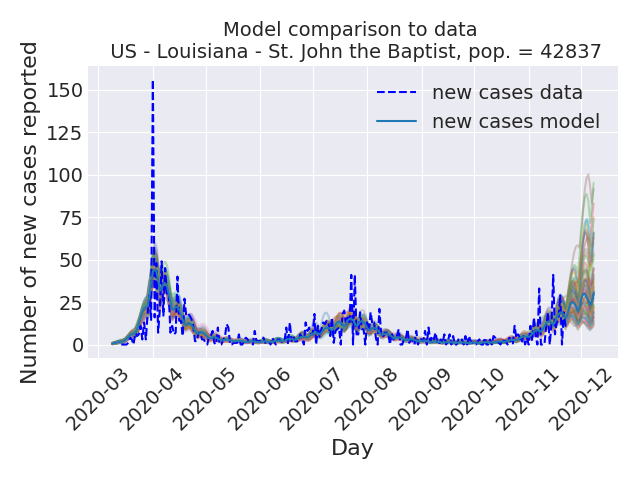 Model comparison to data
US - Louisiana - St. John the Baptist, pop. = 42837
Number of new cases reported
150
125
100
75
50
25
0
new cases data
new cases model
2020-03
2020-04
2020-05
2020-06
2020-07
2020-08
2020-09
2020-10
2020-11
2020-12
Day